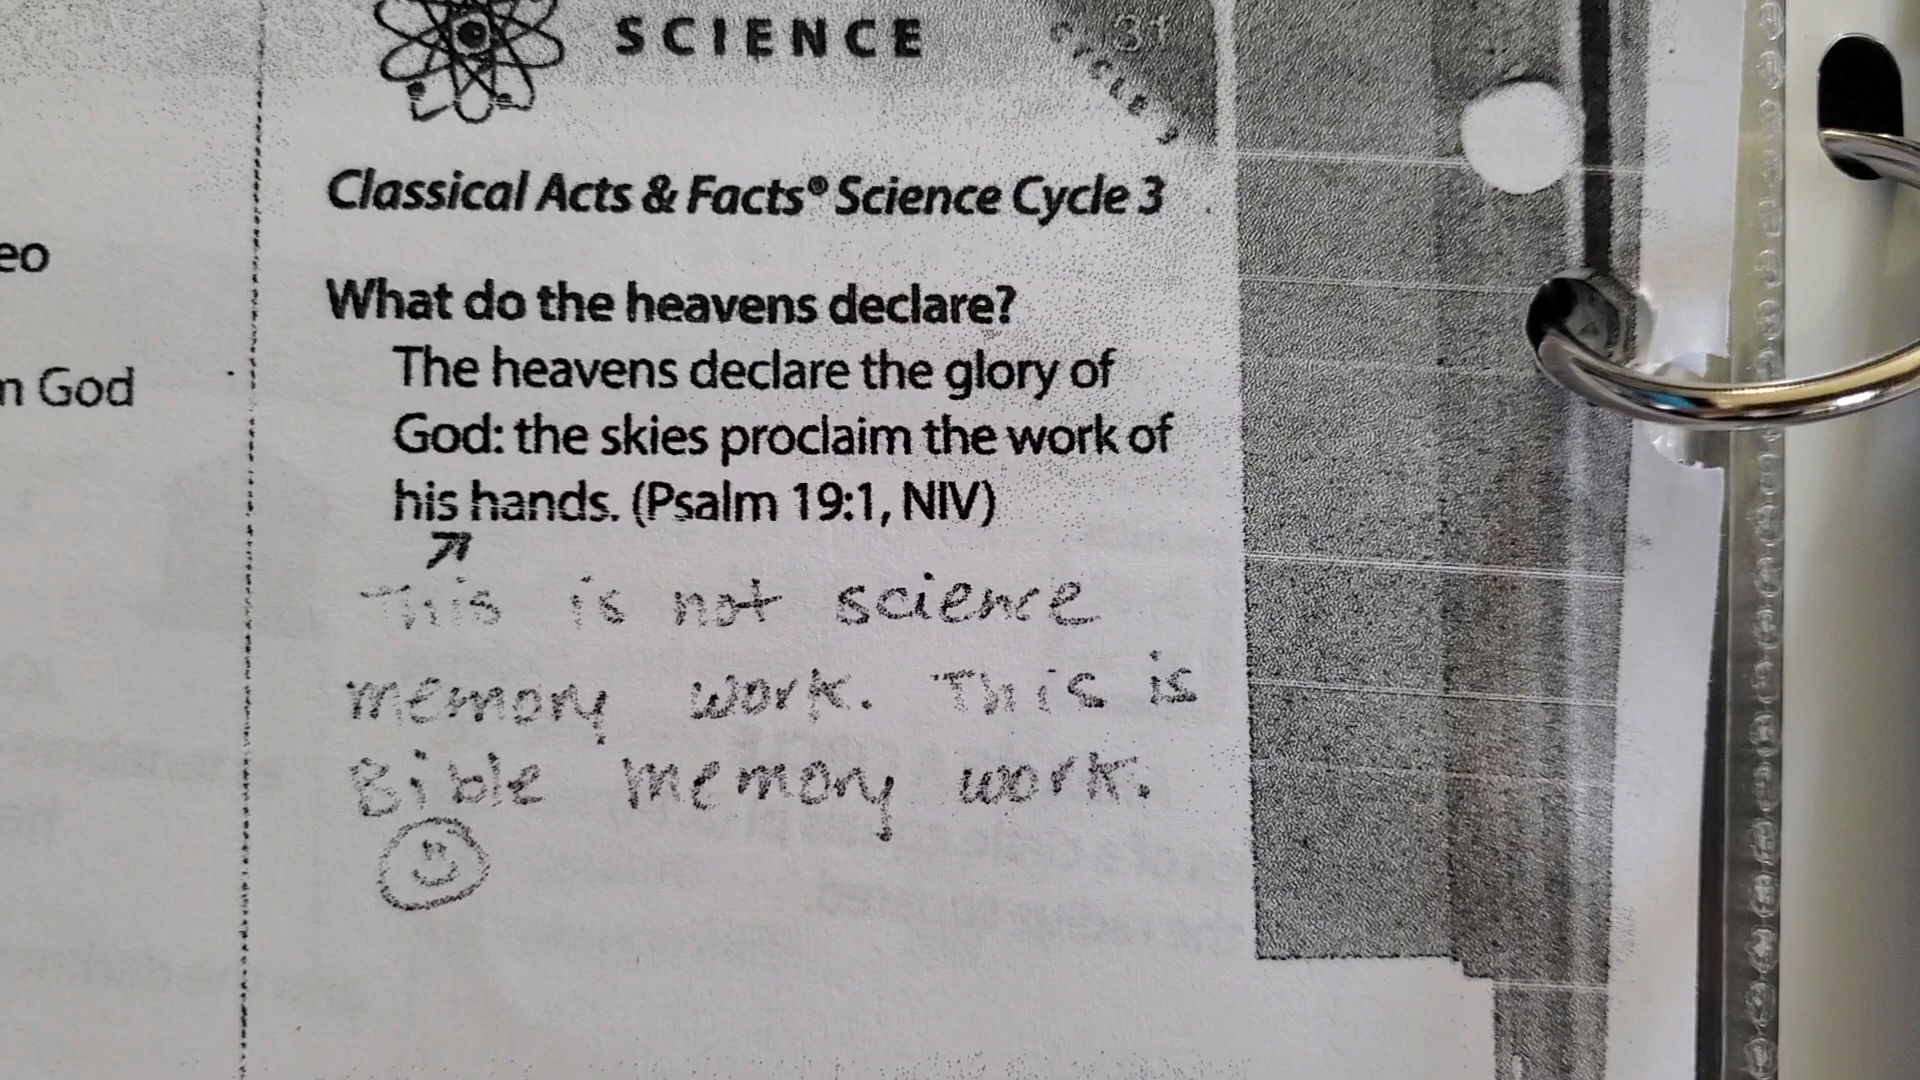 SCIENCE
CYCLE 3
Classical Acts & Facts® Science Cycle 3
eo
What do the heavens declare?
The heavens declare the glory of
n God
God: the skies proclaim the work of
his hands. (Psalm 19:1, NIV)
This is not science
memory work. This is
Bible memory work.